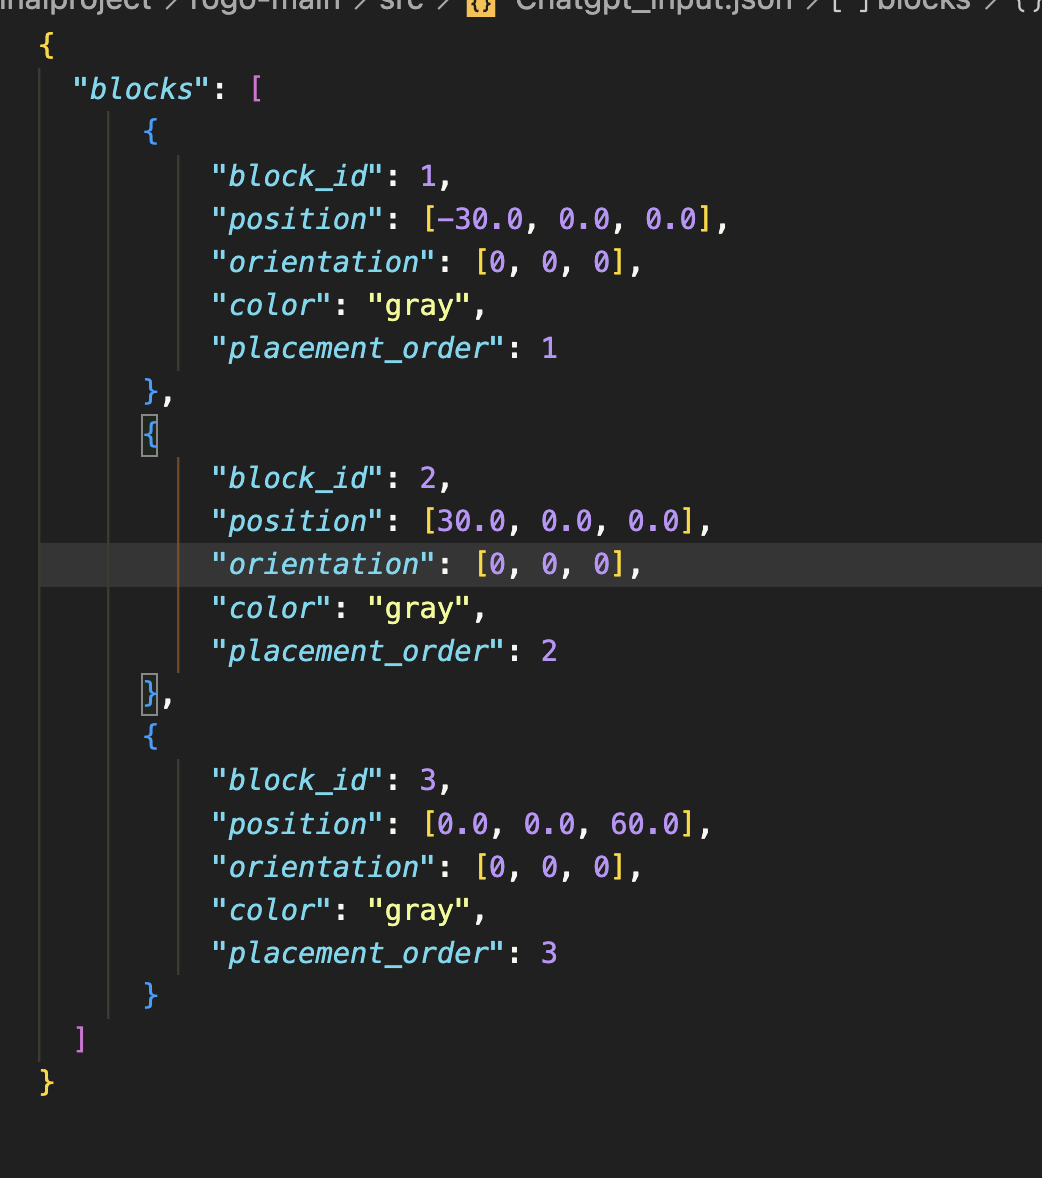 rogo-main > src > {} Chatgpt_input.json > [ ] blocks > {}
{
"blocks": [
{
"block_id": 1,
"position": [-30.0, 0.0, 0.0],
"orientation": [0, 0, 0],
"color": "gray",
"placement_order": 1
},
{
"block_id": 2,
"position": [30.0, 0.0, 0.0],
"orientation": [0, 0, 0],
"color": "gray",
"placement_order": 2
},
{
"block_id": 3,
"position": [0.0, 0.0, 60.0],
"orientation": [0, 0, 0],
"color": "gray",
"placement_order": 3
}
]
}